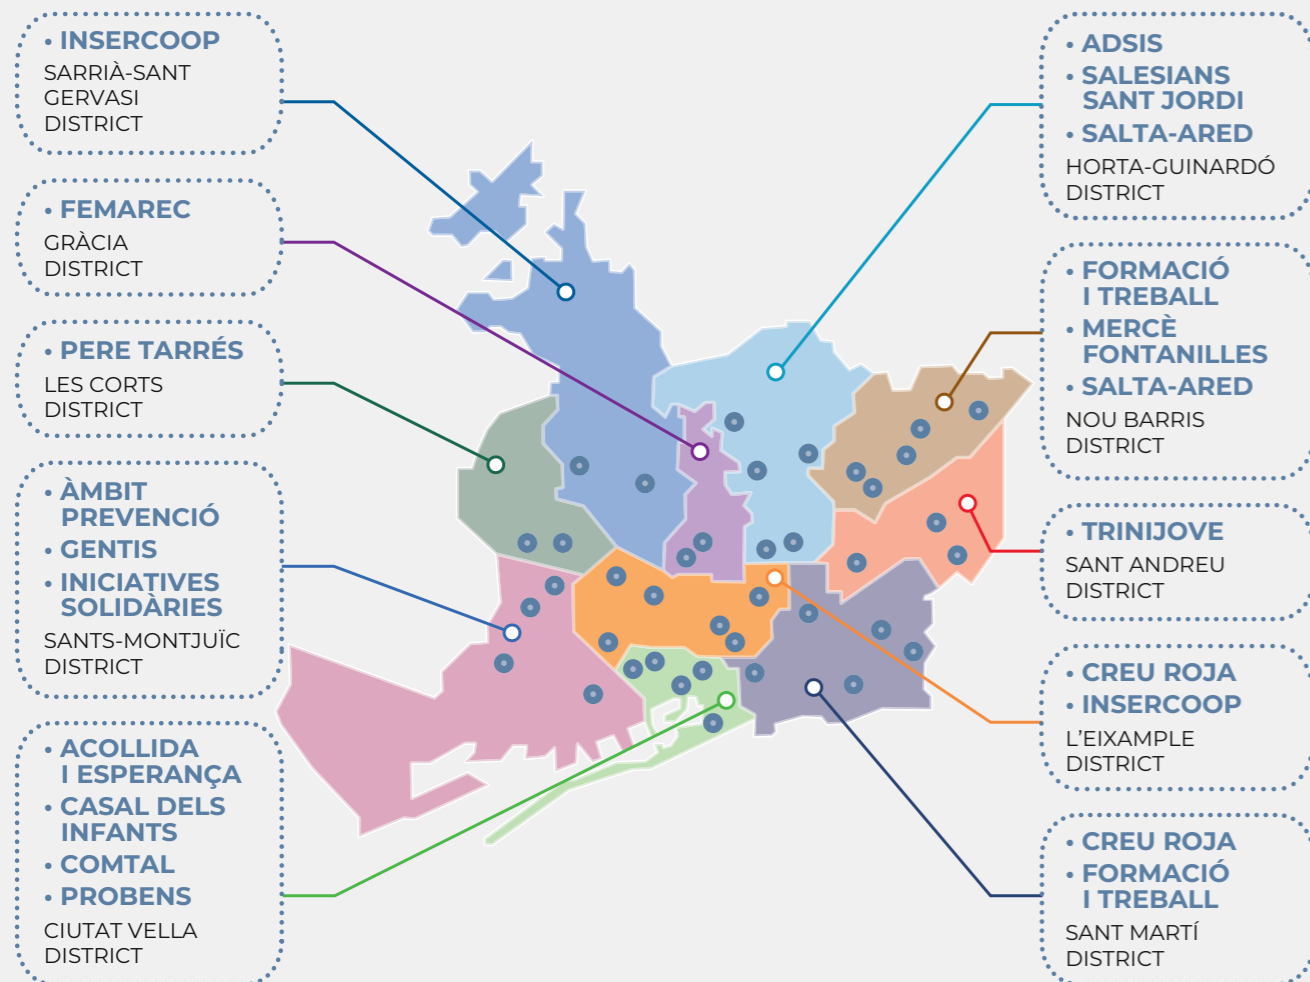 • INSERCOOP
SARRIÀ-SANT
GERVASI
DISTRICT
• FEMAREC
GRÀCIA
DISTRICT
• PERE TARRÉS
LES CORTS
DISTRICT
• ÀMBIT
PREVENCIÓ
• GENTIS
• INICIATIVES
SOLIDÀRIES
SANTS-MONTJUÏC
DISTRICT
• ACOLLIDA
I ESPERANÇA
• CASAL DELS
INFANTS
• COMTAL
• PROBENS
CIUTAT VELLA
DISTRICT
• ADSIS
• SALESIANS
SANT JORDI
• SALTA-ARED
HORTA-GUINARDÓ
DISTRICT
• FORMACIÓ
I TREBALL
• MERCÈ
FONTANILLES
• SALTA-ARED
NOU BARRIS
DISTRICT
• TRINIJOVE
SANT ANDREU
DISTRICT
• CREU ROJA
• INSERCOOP
L'EIXAMPLE
DISTRICT
• CREU ROJA
• FORMACIÓ
I TREBALL
SANT MARTÍ
DISTRICT